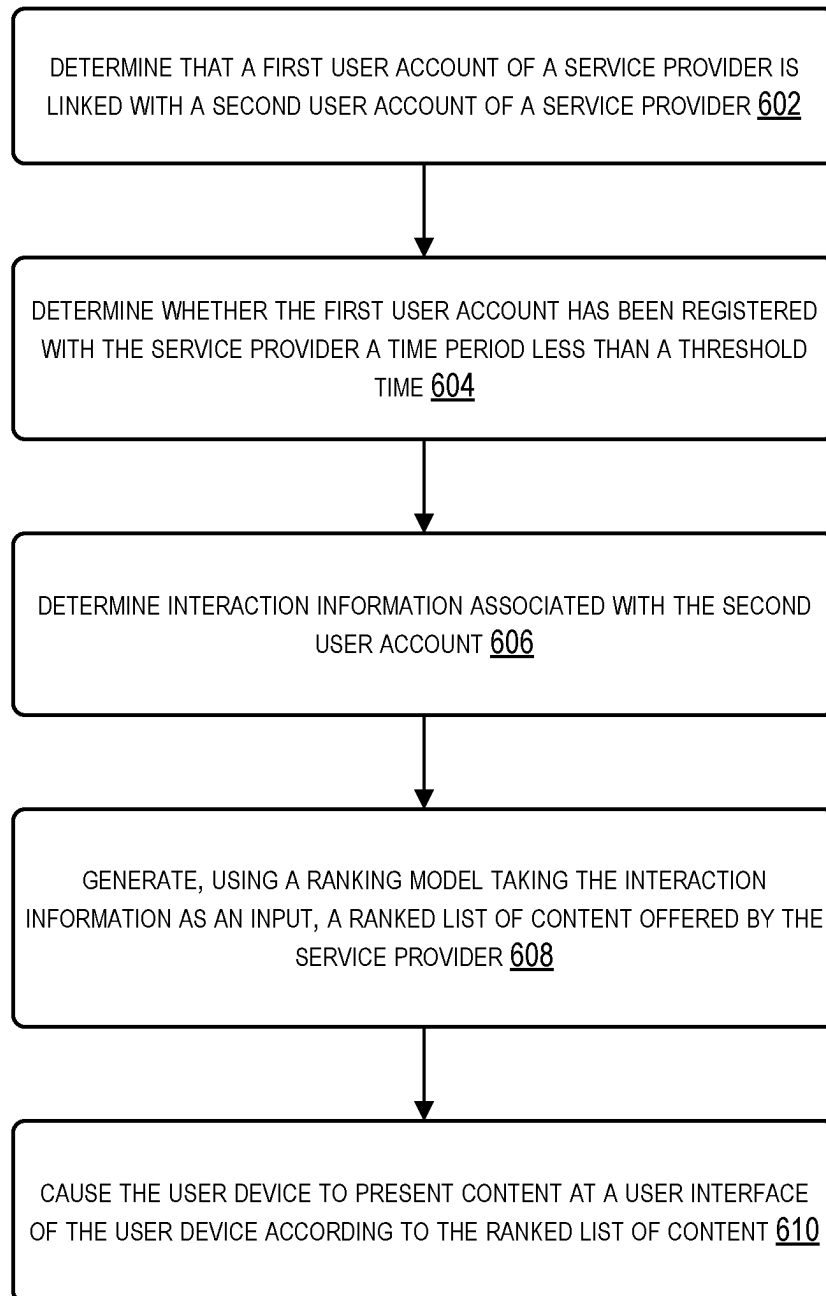 DETERMINE THAT A FIRST USER ACCOUNT OF A SERVICE PROVIDER IS
LINKED WITH A SECOND USER ACCOUNT OF A SERVICE PROVIDER 602
DETERMINE WHETHER THE FIRST USER ACCOUNT HAS BEEN REGISTERED
WITH THE SERVICE PROVIDER A TIME PERIOD LESS THAN A THRESHOLD
TIME 604
DETERMINE INTERACTION INFORMATION ASSOCIATED WITH THE SECOND
USER ACCOUNT 606
GENERATE, USING A RANKING MODEL TAKING THE INTERACTION
INFORMATION AS AN INPUT, A RANKED LIST OF CONTENT OFFERED BY THE
SERVICE PROVIDER 608
CAUSE THE USER DEVICE TO PRESENT CONTENT AT A USER INTERFACE
OF THE USER DEVICE ACCORDING TO THE RANKED LIST OF CONTENT 610